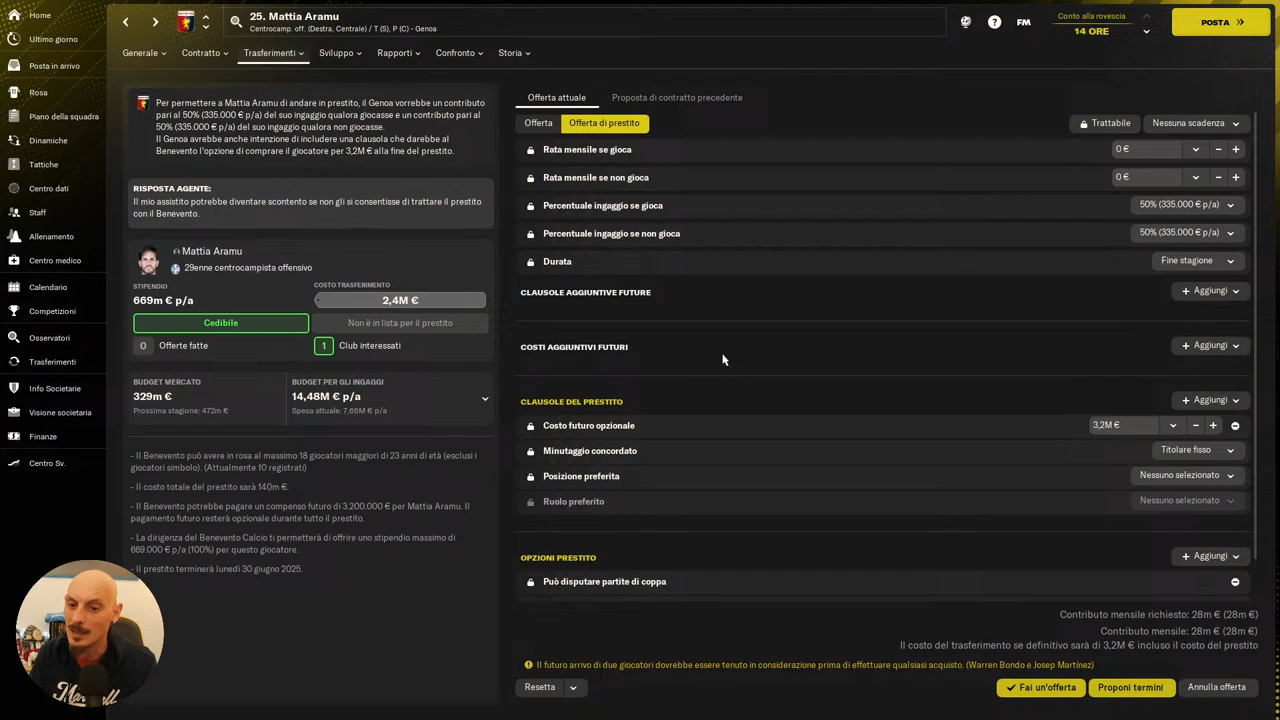 Home
Ultimo giorno
Posta in arrivo
Rosa
Piano della squadra
Dinamiche
Tattiche
Centro dati
Staff
Allenamento
Centro medico
Calendario
Competizioni
Osservatori
Trasferimenti
Info Societarie
Visione societaria
Finanze
Centro Sv.
25. Mattia Aramu
Centrocamp. off. (Destra, Centrale) / T (S), P (C) - Genoa
FM
Conto alla rovescia
14 ORE
POSTA
Generale
Contratto
Trasferimenti
Sviluppo
Rapporti
Confronto
Storia
Per permettere a Mattia Aramu di andare in prestito, il Genoa vorrebbe un contributo
pari al 50% (335.000 € p/a) del suo ingaggio qualora giocasse e un contributo pari al
50% (335.000 € p/a) del suo ingaggio qualora non giocasse.
Il Genoa avrebbe anche intenzione di includere una clausola che darebbe al
Benevento l'opzione di comprare il giocatore per 3,2M € alla fine del prestito.
RISPOSTA AGENTE:
Il mio assistito potrebbe diventare scontento se non gli si consentisse di trattare il prestito
con il Benevento.
Mattia Aramu
29enne centrocampista offensivo
STIPENDIO
669m € p/a
COSTO TRASFERIMENTO
2,4M €
Cedibile
Non è in lista per il prestito
0 Offerte fatte
1 Club interessati
BUDGET MERCATO
329m €
Prossima stagione: 472m €
BUDGET PER GLI INGAGGI
14,48M € p/a
Spesa attuale: 7,66M € p/a
- Il Benevento può avere in rosa al massimo 18 giocatori maggiori di 23 anni di età (esclusi i
giocatori simbolo). (Attualmente 10 registrati)
- Il costo totale del prestito sarà 140m €.
- Il Benevento potrebbe pagare un compenso futuro di 3.200.000 € per Mattia Aramu. Il
pagamento futuro resterà opzionale durante tutto il prestito.
- La dirigenza del Benevento Calcio ti permetterà di offrire uno stipendio massimo di
669.000 € p/a (100%) per questo giocatore.
- Il prestito terminerà lunedì 30 giugno 2025.
Offerta attuale
Proposta di contratto precedente
Offerta
Offerta di prestito
Trattabile
Nessuna scadenza
Rata mensile se gioca
0 €
Rata mensile se non gioca
0 €
Percentuale ingaggio se gioca
50% (335.000 € p/a)
Percentuale ingaggio se non gioca
50% (335.000 € p/a)
Durata
Fine stagione
CLAUSOLE AGGIUNTIVE FUTURE
+ Aggiungi
COSTI AGGIUNTIVI FUTURI
+ Aggiungi
CLAUSOLE DEL PRESTITO
+ Aggiungi
Costo futuro opzionale
3,2M €
Minutaggio concordato
Titolare fisso
Posizione preferita
Nessuno selezionato
Ruolo preferito
Nessuno selezionato
OPZIONI PRESTITO
+ Aggiungi
Può disputare partite di coppa
Contributo mensile richiesto: 28m € (28m €)
Contributo mensile: 28m € (28m €)
Il costo del trasferimento se definitivo sarà di 3,2M € incluso il costo del prestito
Il futuro arrivo di due giocatori dovrebbe essere tenuto in considerazione prima di effettuare qualsiasi acquisto. (Warren Bondo e Josep Martínez)
Resetta
Fai un'offerta
Proponi termini
Annulla offerta